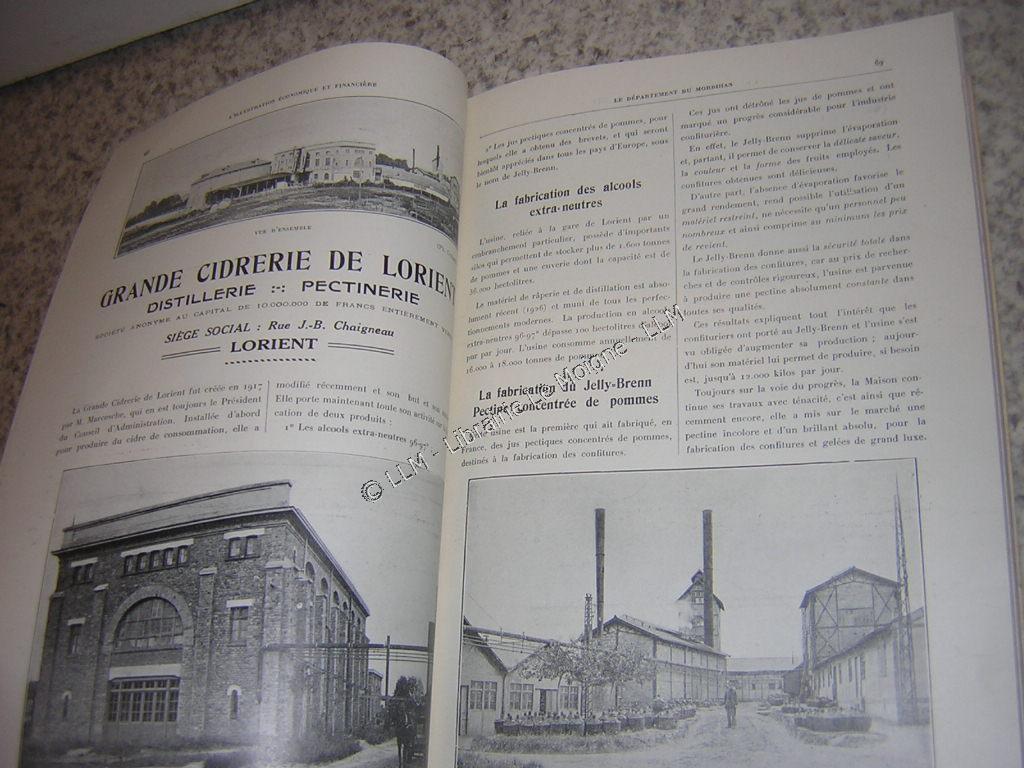 L'ILLUSTRATION ÉCONOMIQUE ET FINANCIÈRE
VUE D'ENSEMBLE
GRANDE CIDRERIE DE LORIENT
DISTILLERIE :-: PECTINERIE
SOCIÉTÉ ANONYME AU CAPITAL DE 10.000.000 DE FRANCS ENTIÈREMENT
SIÈGE SOCIAL : Rue J.-B. Chaigneau
LORIENT
La Grande Cidrerie de Lorient fut créée en 1917
par M. Marcesche, qui en est toujours le Président
du Conseil d'Administration. Installée d'abord
pour produire du cidre de consommation, elle a
modifié récemment et son but et son
Elle porte maintenant toute son activité sur
cation de deux produits :
1° Les alcools extra-neutres 96-97°
LE DÉPARTEMENT DU MORBIHAN
69
2° Les jus pectiques concentrés de pommes, pour
lesquels elle a obtenu des brevets, et qui seront
bientôt appréciés dans tous les pays d'Europe, sous
le nom de Jelly-Brenn.
La fabrication des alcools
extra-neutres
L'usine, reliée à la gare de Lorient par un
embranchement particulier, possède d'importants
silos qui permettent de stocker plus de 1.600 tonnes
de pommes et une cuverie dont la capacité est de
36.000 hectolitres.
Le matériel de râperie et de distillation est abso-
lument récent (1926) et muni de tous les perfec-
tionnements modernes. La production en alcools
extra-neutres 96-97° dépasse 100 hectolitres
par jour. L'usine consomme annuellement de
16.000 à 18.000 tonnes de pommes.
La fabrication du Jelly-Brenn
Pectine concentrée de pommes
L'usine est la première qui ait fabriqué, en
France, des jus pectiques concentrés de pommes,
destinés à la fabrication des confitures.
Ces jus ont détrôné les jus de pommes et ont
marqué un progrès considérable pour l'industrie
confiturière.
En effet, le Jelly-Brenn supprime l'évaporation
et, partant, il permet de conserver la délicate saveur,
la couleur et la forme des fruits employés. Les
confitures obtenues sont délicieuses.
D'autre part, l'absence d'évaporation favorise le
grand rendement, rend possible l'utilisation d'un
matériel restreint, ne nécessite qu'un personnel peu
nombreux et ainsi comprime au minimum les prix
de revient.
Le Jelly-Brenn donne aussi la sécurité totale dans
la fabrication des confitures, car au prix de recher-
ches et de contrôles rigoureux, l'usine est parvenue
à produire une pectine absolument constante dans
toutes ses qualités.
Ces résultats expliquent tout l'intérêt que les
confituriers ont porté au Jelly-Brenn et l'usine s'est
vu obligée d'augmenter sa production ; aujour-
d'hui son matériel lui permet de produire, si besoin
est, jusqu'à 12.000 kilos par jour.
Toujours sur la voie du progrès, la Maison con-
tinue ses travaux avec ténacité, c'est ainsi que ré-
cemment encore, elle a mis sur le marché une
pectine incolore et d'un brillant absolu, pour la
fabrication des confitures et gelées de grand luxe.
© LLM - Librairie Le Moione LLM